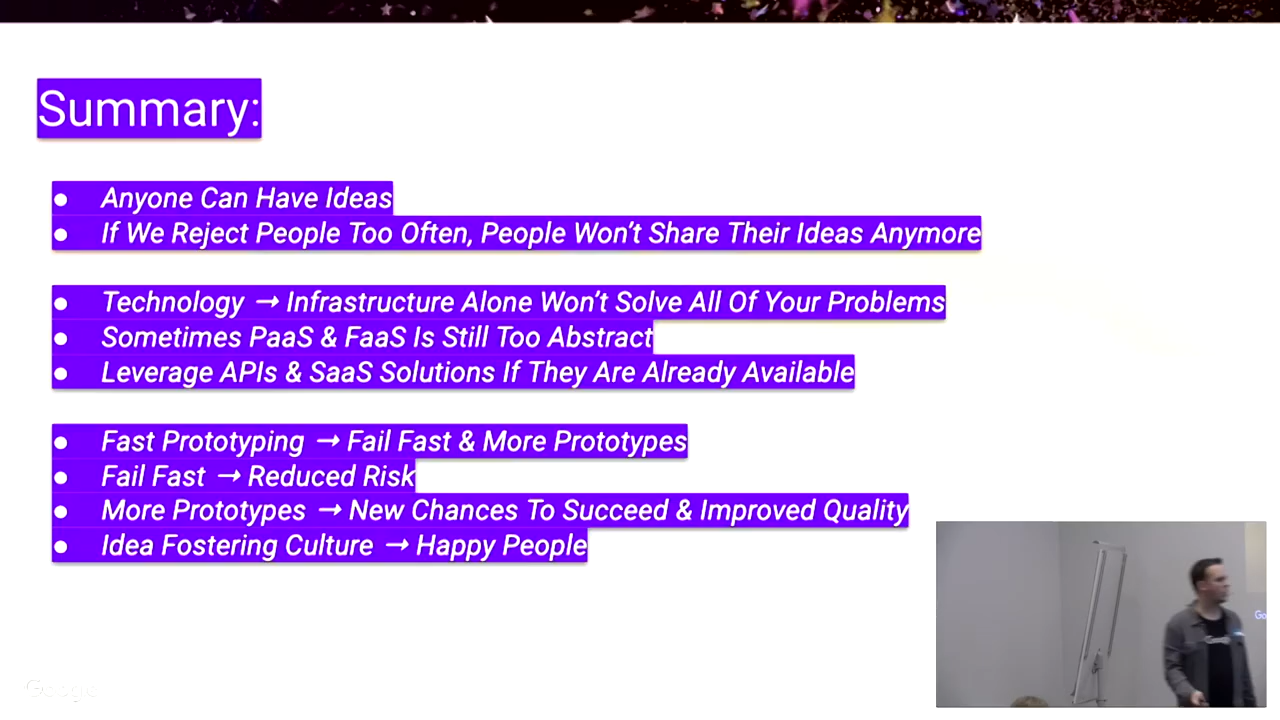 Summary:
● Anyone Can Have Ideas
● If We Reject People Too Often, People Won’t Share Their Ideas Anymore
● Technology → Infrastructure Alone Won’t Solve All Of Your Problems
● Sometimes PaaS & FaaS Is Still Too Abstract
● Leverage APIs & SaaS Solutions If They Are Already Available
● Fast Prototyping → Fail Fast & More Prototypes
● Fail Fast → Reduced Risk
● More Prototypes → New Chances To Succeed & Improved Quality
● Idea Fostering Culture → Happy People
Google
Go